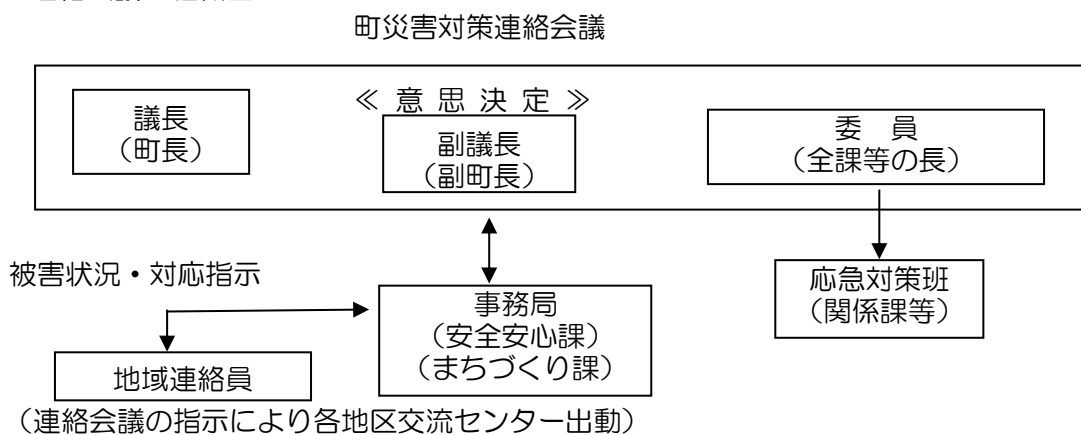 町災害対策連絡会議
≪ 意 思 決 定 ≫
議長
(町長)
副議長
(副町長)
委 員
(全課等の長)
被害状況・対応指示
事務局
(安全安心課)
(まちづくり課)
応急対策班
(関係課等)
地域連絡員
(連絡会議の指示により各地区交流センター出動)